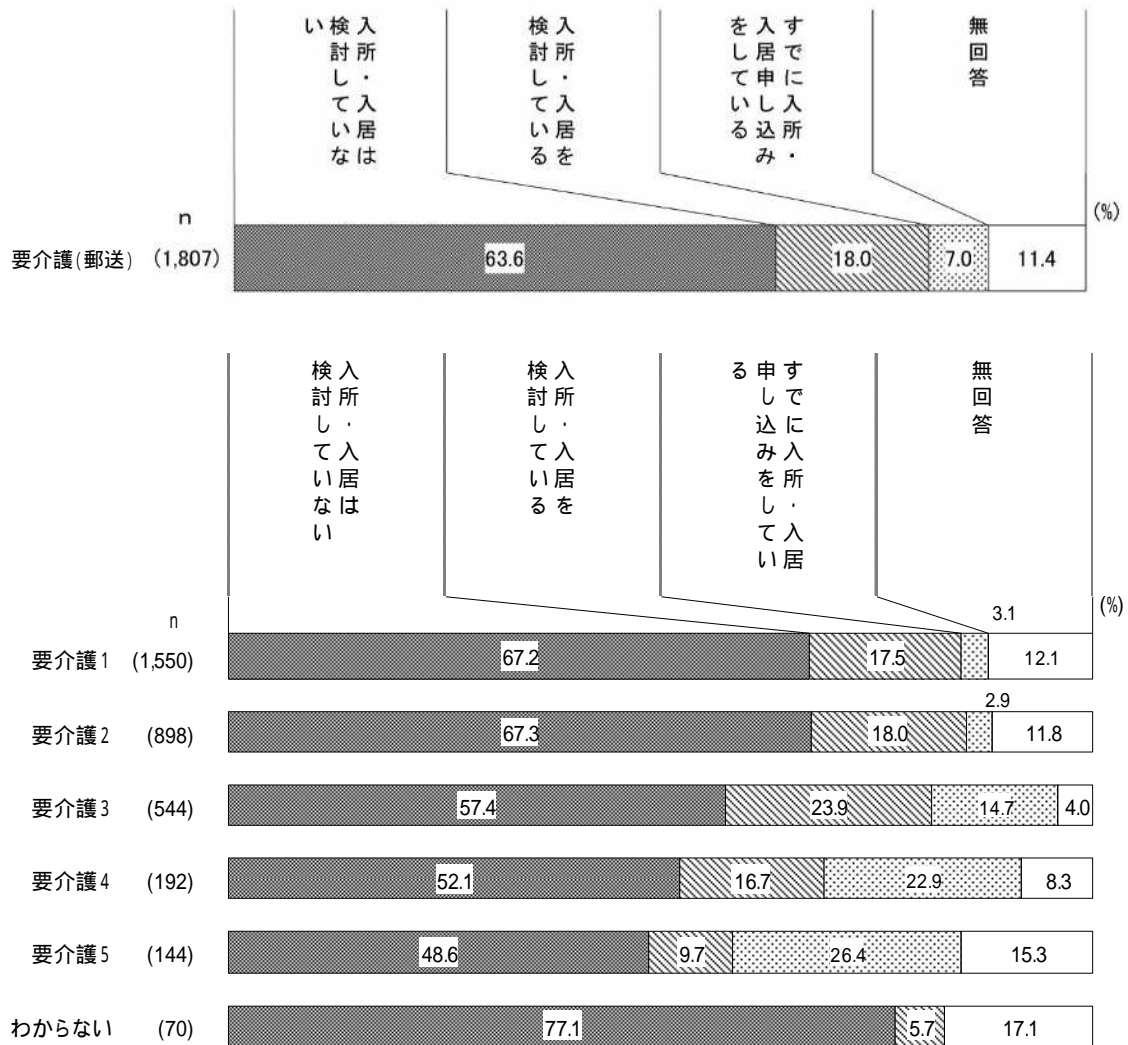 入所・入居は
検討していな
い
入所・入居を
検討している
すでに入所・
入居申し込み
をしている
無回答
n
(%)
要介護(郵送) (1,807) 63.6 18.0 7.0 11.4
入所・入居は
検討していない
入所・入居を
検討している
すでに入所・入居
申し込みをしてい
る
無回答
n
(%)
3.1
要介護1 (1,550) 67.2 17.5 12.1
2.9
要介護2 (898) 67.3 18.0 11.8
要介護3 (544) 57.4 23.9 14.7 4.0
要介護4 (192) 52.1 16.7 22.9 8.3
要介護5 (144) 48.6 9.7 26.4 15.3
わからない (70) 77.1 5.7 17.1